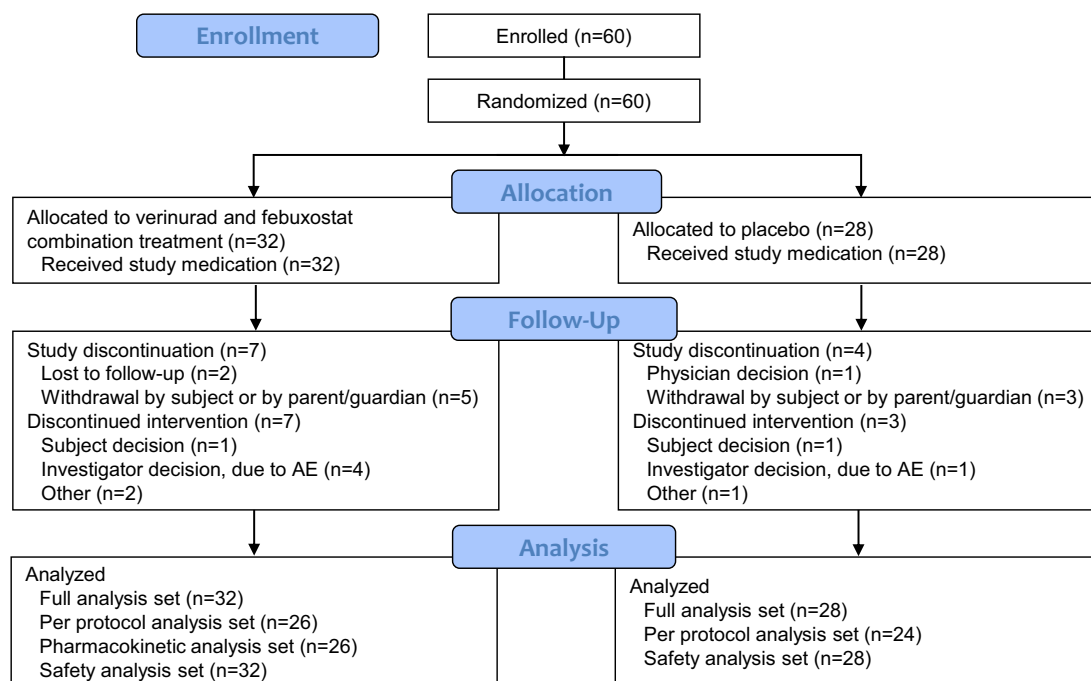 Enrollment
Enrolled (n=60)
Randomized (n=60)
Allocation
Allocated to verinurad and febuxostat
combination treatment (n=32)
Received study medication (n=32)
Allocated to placebo (n=28)
Received study medication (n=28)
Follow-Up
Study discontinuation (n=7)
Lost to follow-up (n=2)
Withdrawal by subject or by parent/guardian (n=5)
Discontinued intervention (n=7)
Subject decision (n=1)
Investigator decision, due to AE (n=4)
Other (n=2)
Study discontinuation (n=4)
Physician decision (n=1)
Withdrawal by subject or by parent/guardian (n=3)
Discontinued intervention (n=3)
Subject decision (n=1)
Investigator decision, due to AE (n=1)
Other (n=1)
Analysis
Analyzed
Full analysis set (n=32)
Per protocol analysis set (n=26)
Pharmacokinetic analysis set (n=26)
Safety analysis set (n=32)
Analyzed
Full analysis set (n=28)
Per protocol analysis set (n=24)
Safety analysis set (n=28)